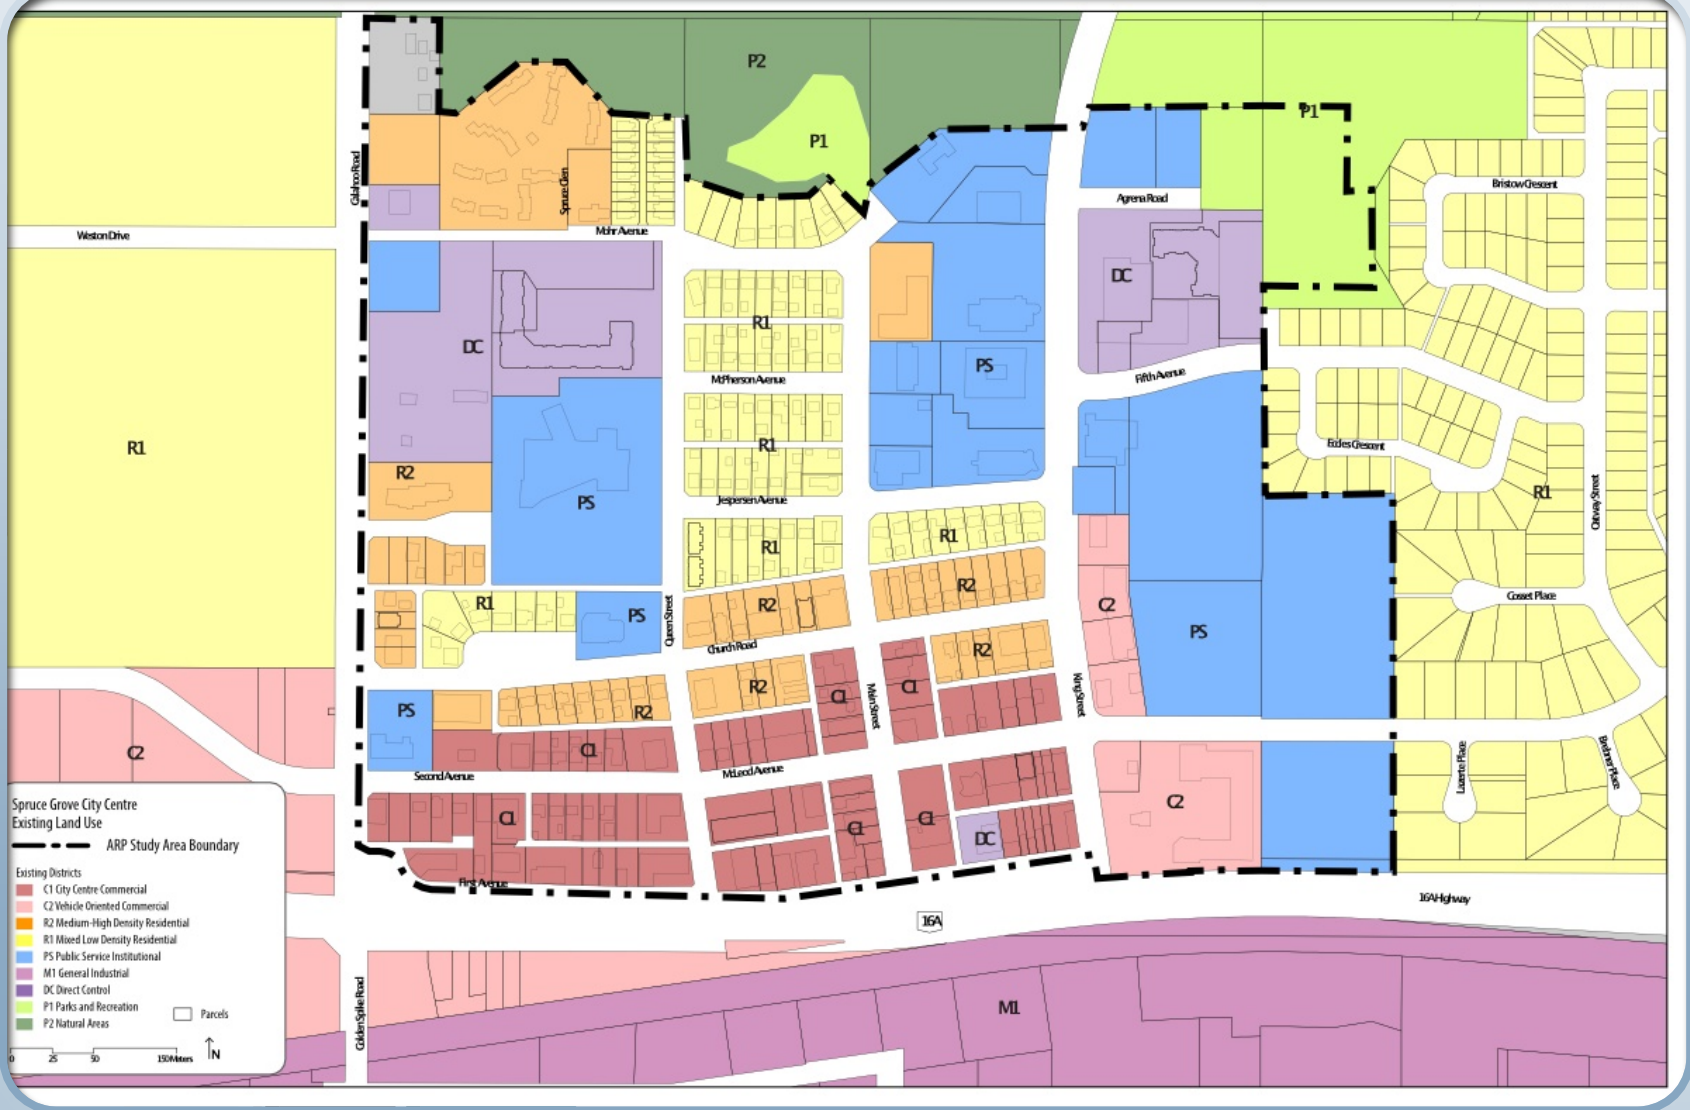 P2
P1
P1
Calahoo Road
Spruce Glen
Bristow Crescent
Agrena Road
Weston Drive
Mohr Avenue
DC
R1
DC
PS
McPherson Avenue
Fifth Avenue
R1
R1
Eccles Crescent
R2
Jespersen Avenue
PS
R1
Oatway Street
R1
R1
R2
Cosset Place
R1
PS
Queen Street
R2
C2
PS
Church Road
R2
R2
C1
Main Street
C1
King Street
PS
R2
C2
C1
Second Avenue
McLeod Avenue
Lacerte Place
Brebner Place
C2
C1
C1
C1
DC
First Avenue
16A Highway
16A
Golden Spike Road
M1
Spruce Grove City Centre
Existing Land Use
ARP Study Area Boundary
Existing Districts
C1 City Centre Commercial
C2 Vehicle Oriented Commercial
R2 Medium-High Density Residential
R1 Mixed Low Density Residential
PS Public Service Institutional
M1 General Industrial
DC Direct Control
P1 Parks and Recreation
P2 Natural Areas
Parcels
0 25 50 150 Meters
N